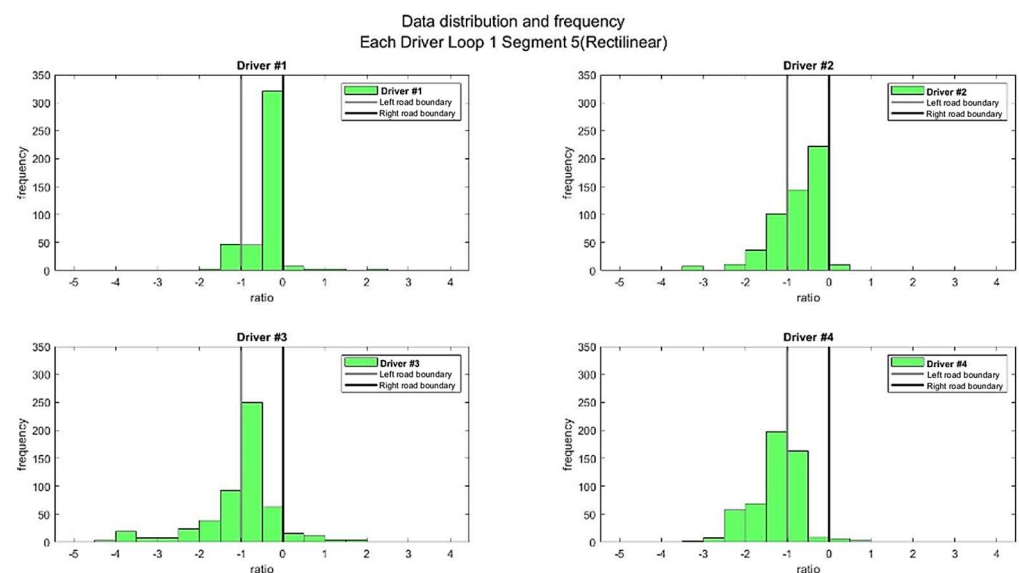 Data distribution and frequency
Each Driver Loop 1 Segment 5(Rectilinear)
Driver #1
350
300
250
200
150
100
50
0
frequency
-5 -4 -3 -2 -1 0 1 2 3 4
ratio
Driver #1
Left road boundary
Right road boundary
Driver #2
350
300
250
200
150
100
50
0
frequency
-5 -4 -3 -2 -1 0 1 2 3 4
ratio
Driver #2
Left road boundary
Right road boundary
Driver #3
350
300
250
200
150
100
50
0
frequency
-5 -4 -3 -2 -1 0 1 2 3 4
ratio
Driver #3
Left road boundary
Right road boundary
Driver #4
350
300
250
200
150
100
50
0
frequency
-5 -4 -3 -2 -1 0 1 2 3 4
ratio
Driver #4
Left road boundary
Right road boundary